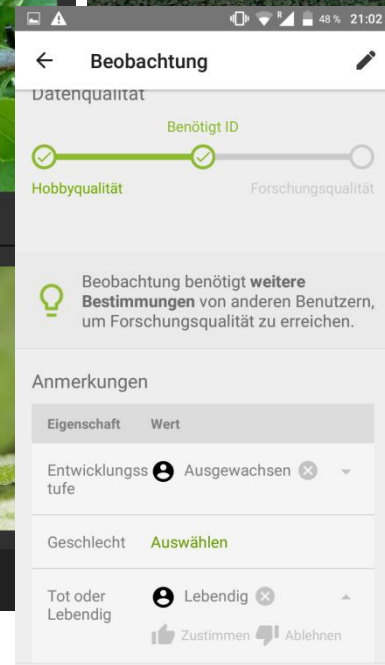 48 % 21:02
Beobachtung
Datenqualität
Benötigt ID
Hobbyqualität Forschungsqualität
Beobachtung benötigt weitere
Bestimmungen von anderen Benutzern,
um Forschungsqualität zu erreichen.
Anmerkungen
Eigenschaft Wert
Entwicklungss Ausgewachsen
tufe
Geschlecht Auswählen
Tot oder Lebendig
Lebendig
Zustimmen Ablehnen